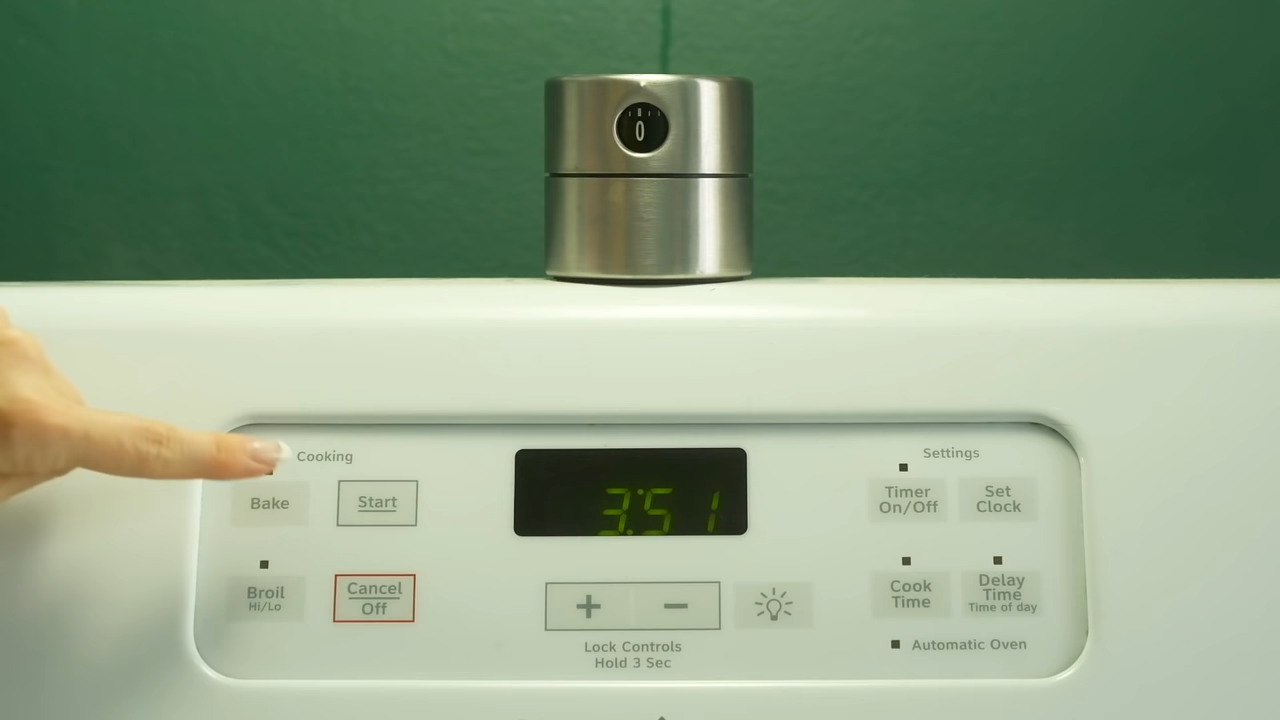 0
Cooking
Bake
Start
Broil
Hi/Lo
Cancel
Off
3:51
+ −
Lock Controls
Hold 3 Sec
Settings
Timer
On/Off
Set
Clock
Cook
Time
Delay
Time
Time of day
Automatic Oven